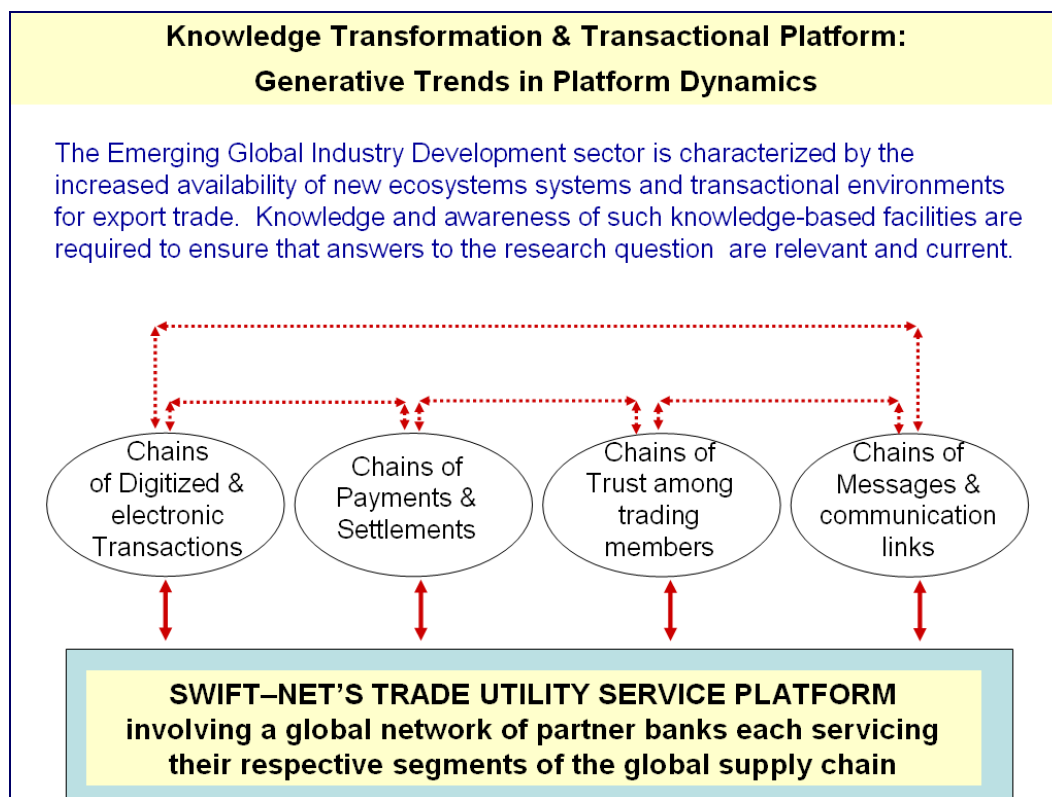 Knowledge Transformation & Transactional Platform:
Generative Trends in Platform Dynamics
The Emerging Global Industry Development sector is characterized by the
increased availability of new ecosystems systems and transactional environments
for export trade.  Knowledge and awareness of such knowledge-based facilities are
required to ensure that answers to the research question  are relevant and current.
Chains
of Digitized &
electronic
Transactions
Chains of
Payments &
Settlements
Chains of
Trust among
trading
members
Chains of
Messages &
communication
links
SWIFT–NET'S TRADE UTILITY SERVICE PLATFORM
involving a global network of partner banks each servicing
their respective segments of the global supply chain